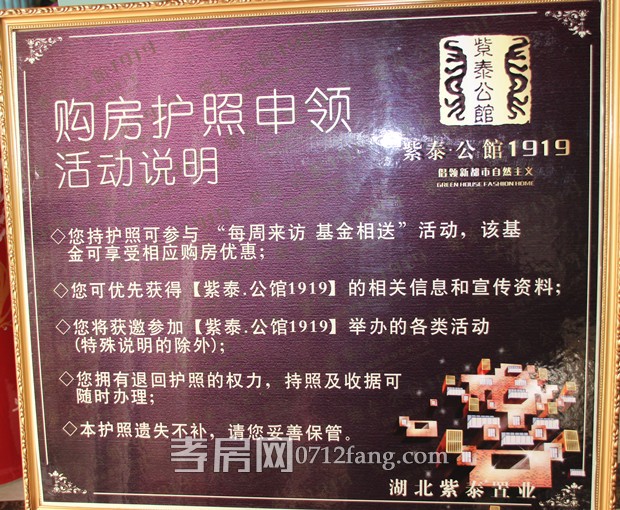 紫泰公館
紫泰·公館1919
倡领新都市自然主义
GREEN HOUSE FASHION HOME
购房护照申领
活动说明
◇您持护照可参与“每周来访 基金相送”活动，该基
金可享受相应购房优惠；
◇您可优先获得【紫泰.公馆1919】的相关信息和宣传资料；
◇您将获邀参加【紫泰.公馆1919】举办的各类活动
(特殊说明的除外)；
◇您拥有退回护照的权力，持照及收据可
随时办理；
◇本护照遗失不补，请您妥善保管。
孝房网0712fang.com
湖北紫泰置业